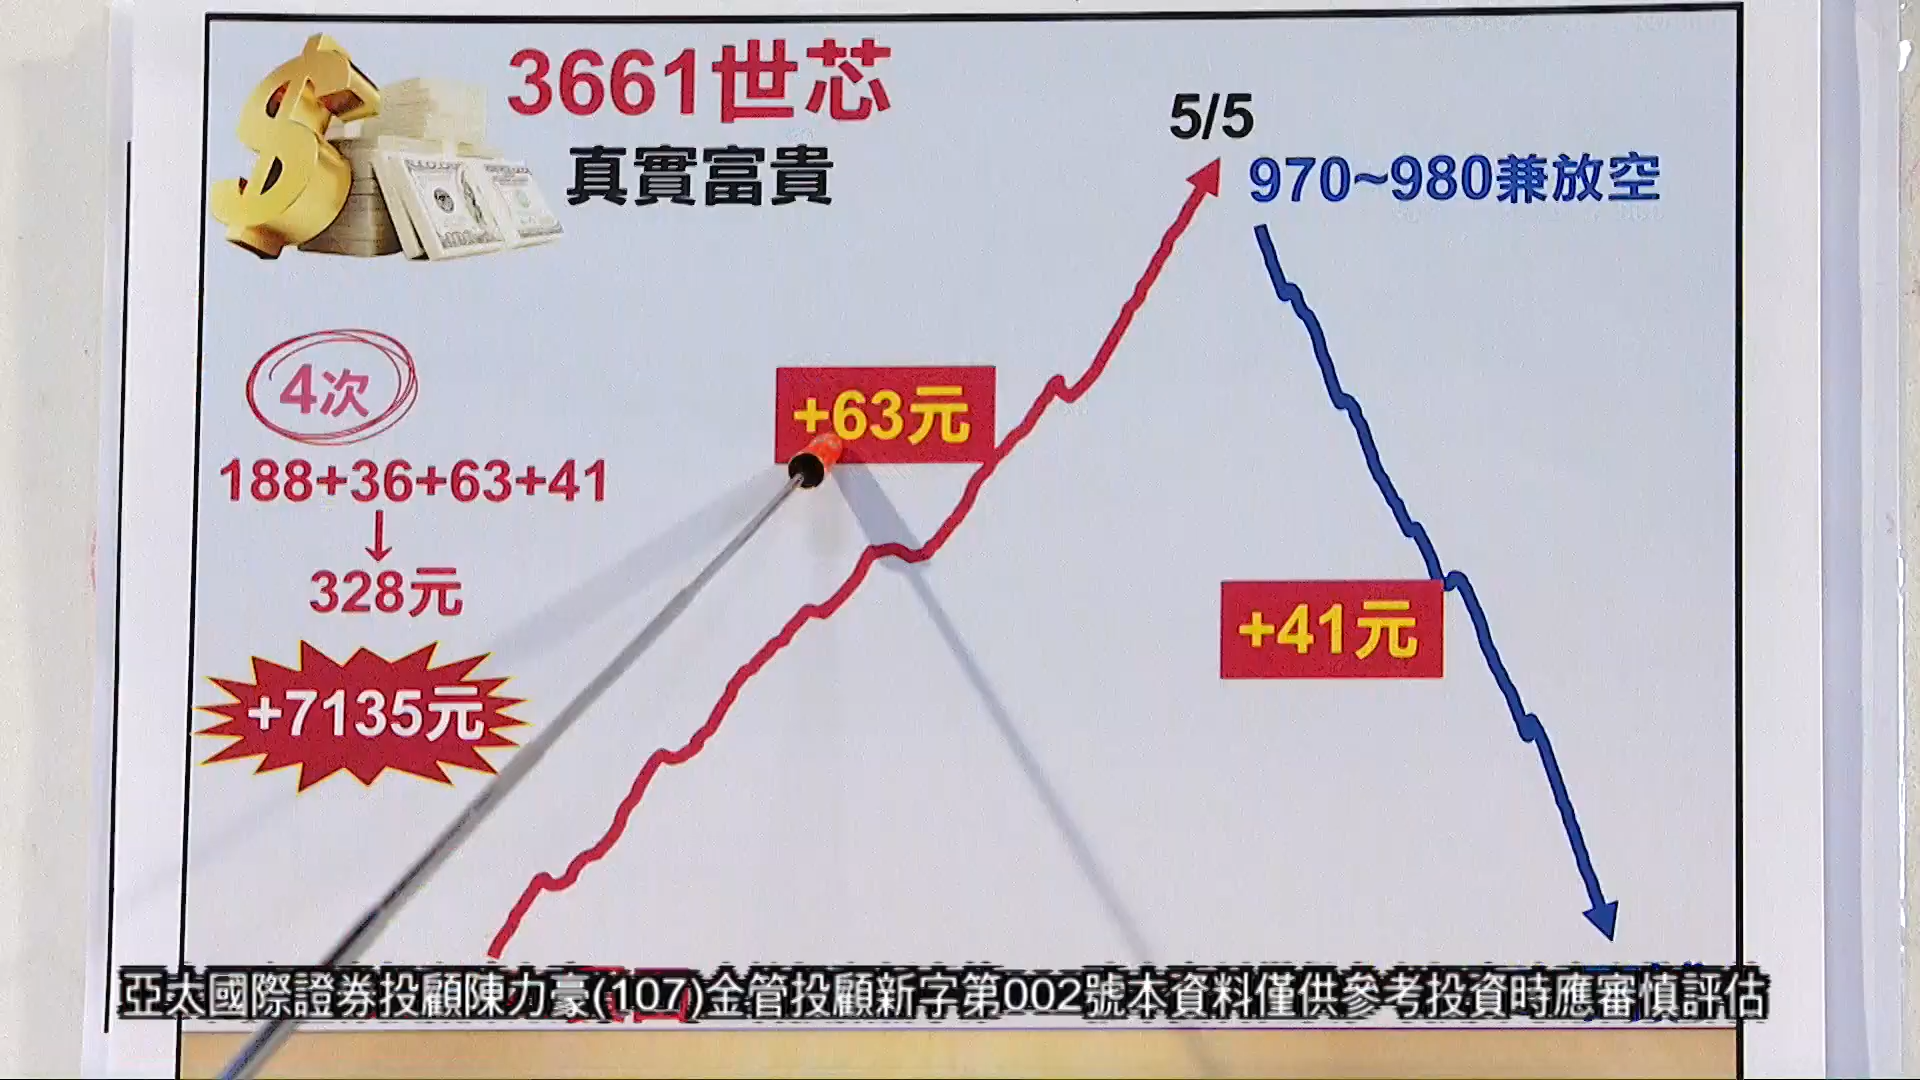 3661世芯
真實富貴
5/5
970~980兼放空
4次
188+36+63+41
328元
+7135元
+63元
+41元
亞太國際證券投顧陳力豪(107)金管投顧新字第002號本資料僅供參考投資時應審慎評估